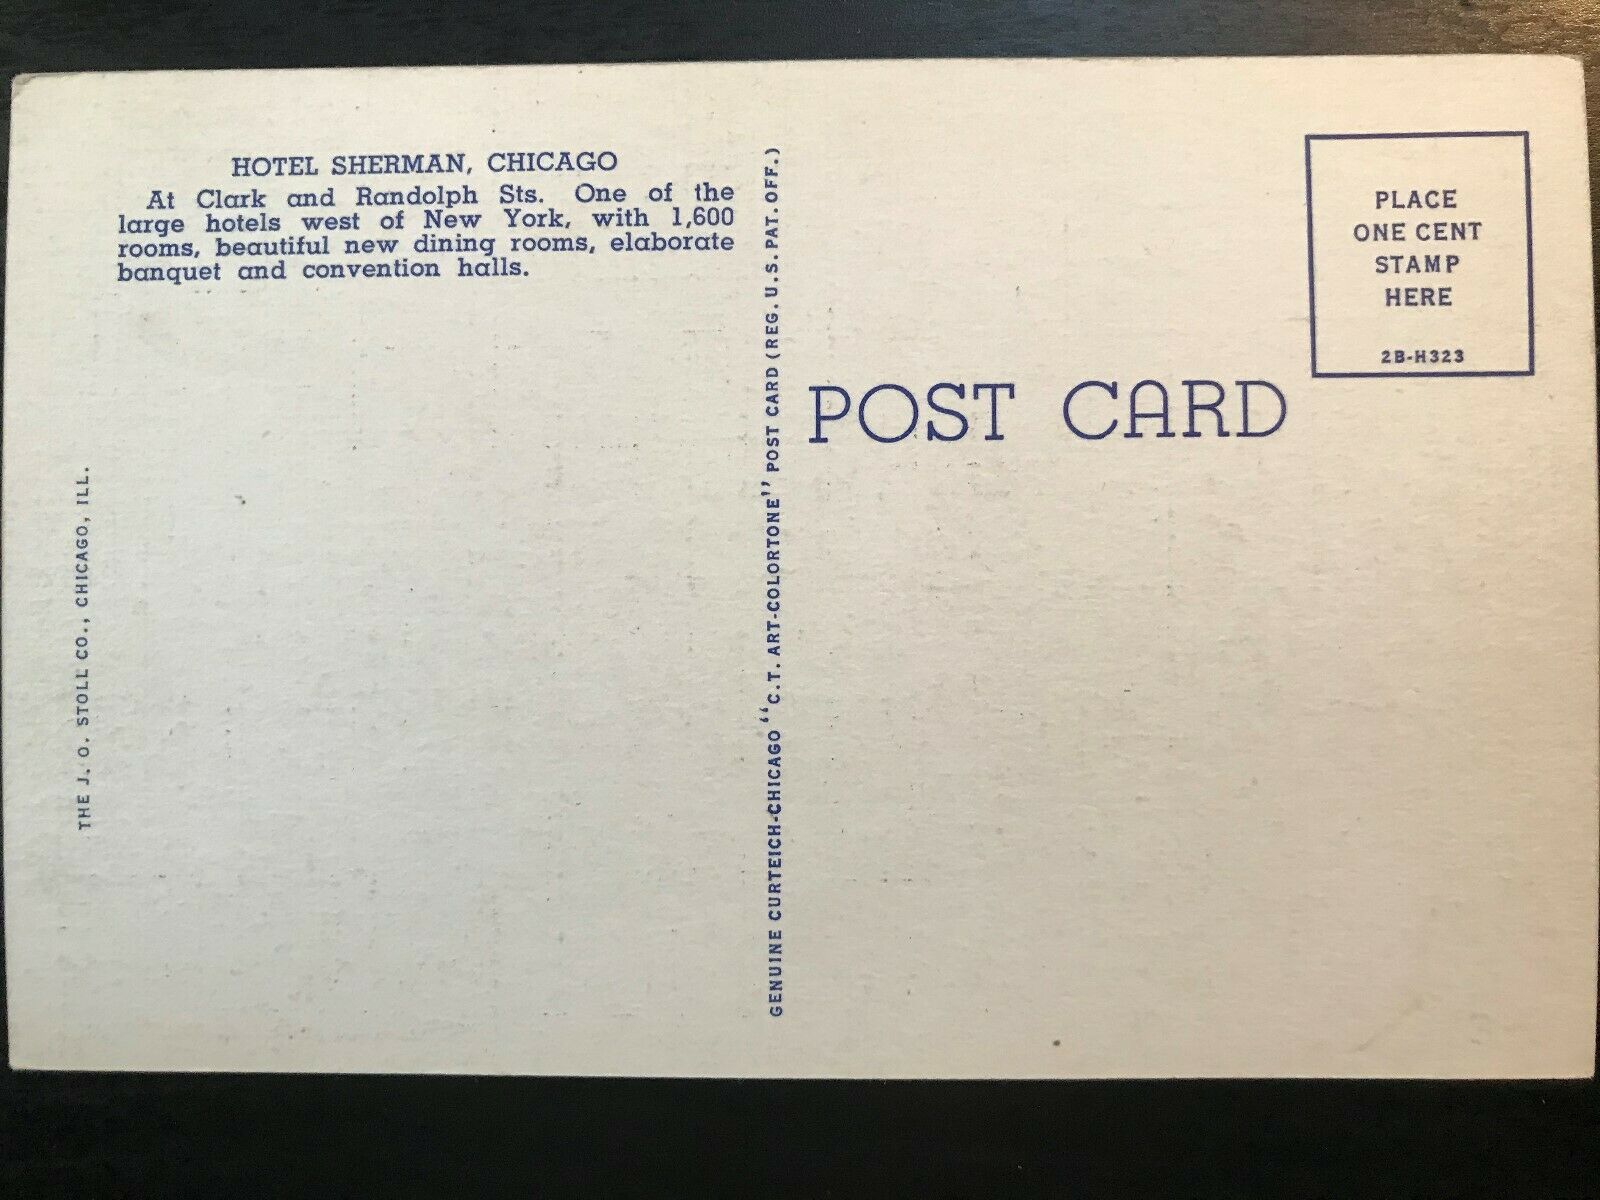 HOTEL SHERMAN, CHICAGO
At Clark and Randolph Sts. One of the
large hotels west of New York, with 1,600
rooms, beautiful new dining rooms, elaborate
banquet and convention halls.
THE J. O. STOLL CO., CHICAGO, ILL.
GENUINE CURTEICH-CHICAGO "C.T. ART-COLORTONE" POST CARD (REG. U.S. PAT. OFF.)
POST CARD
PLACE
ONE CENT
STAMP
HERE
2B-H323